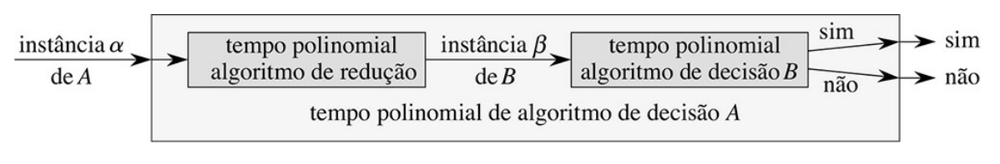 instância α
de A
tempo polinomial
algoritmo de redução
instância β
de B
tempo polinomial
algoritmo de decisão B
sim
não
sim
não
tempo polinomial de algoritmo de decisão A